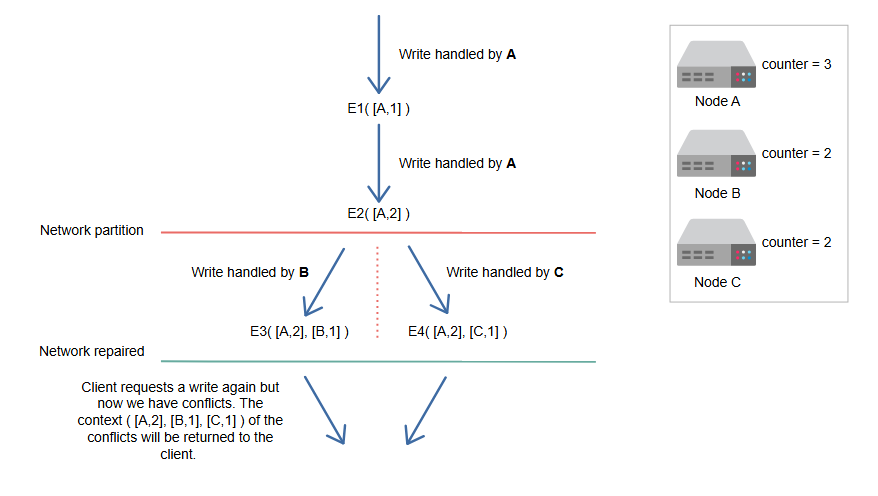 Write handled by A
E1( [A,1] )
Write handled by A
E2( [A,2] )
Network partition
Write handled by B
Write handled by C
E3( [A,2], [B,1] )
E4( [A,2], [C,1] )
Network repaired
Client requests a write again but
now we have conflicts. The
context ( [A,2], [B,1], [C,1] ) of the
conflicts will be returned to the
client.
counter = 3
Node A
counter = 2
Node B
counter = 2
Node C